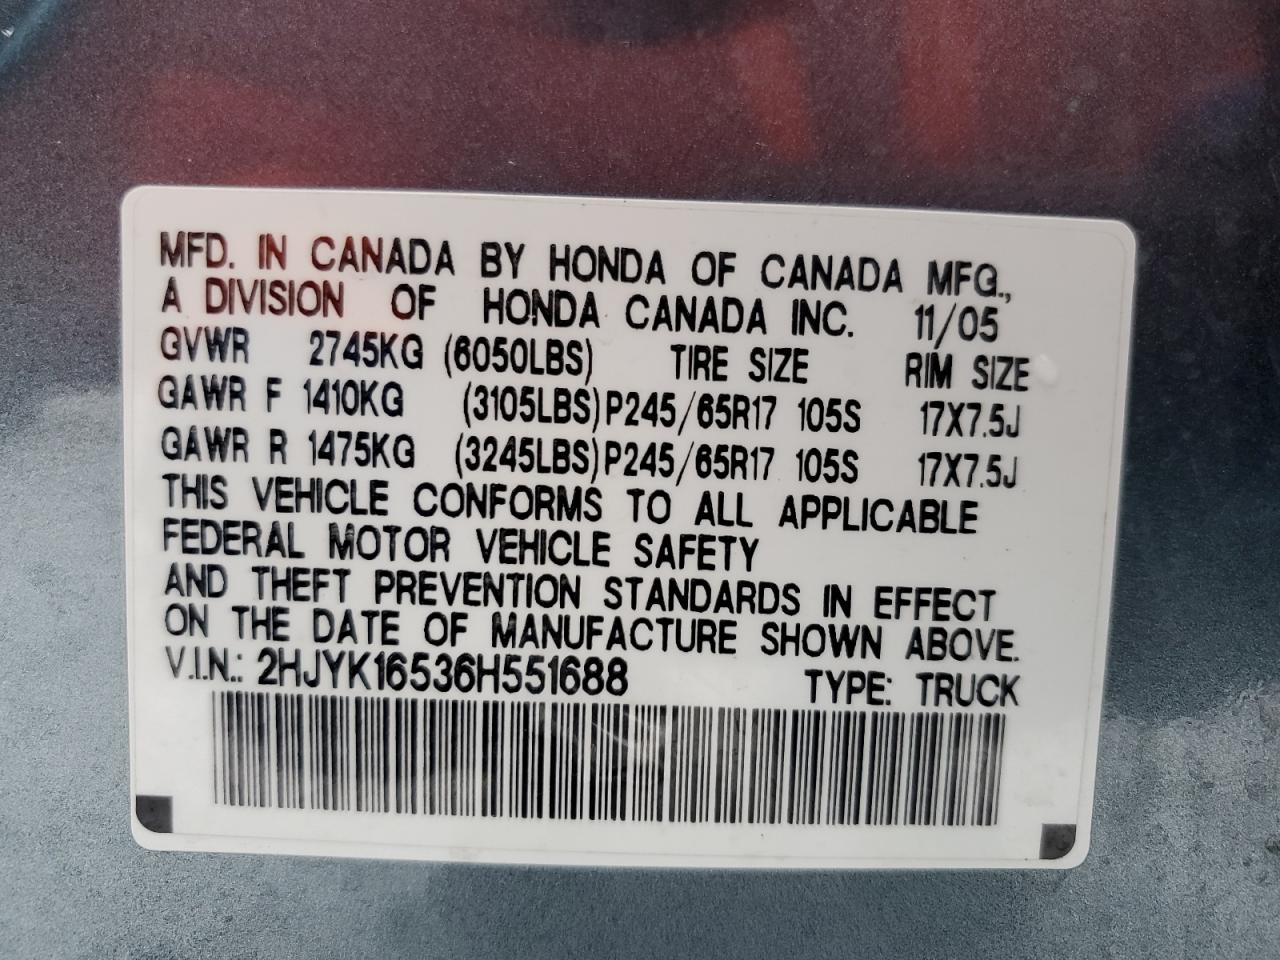 MFD. IN CANADA BY HONDA OF CANADA MFG.,
A DIVISION OF HONDA CANADA INC. 11/05
GVWR 2745KG (6050LBS) TIRE SIZE RIM SIZE
GAWR F 1410KG (3105LBS) P245/65R17 105S 17X7.5J
GAWR R 1475KG (3245LBS) P245/65R17 105S 17X7.5J
THIS VEHICLE CONFORMS TO ALL APPLICABLE
FEDERAL MOTOR VEHICLE SAFETY
AND THEFT PREVENTION STANDARDS IN EFFECT
ON THE DATE OF MANUFACTURE SHOWN ABOVE.
V.I.N.: 2HJYK16536H551688 TYPE: TRUCK